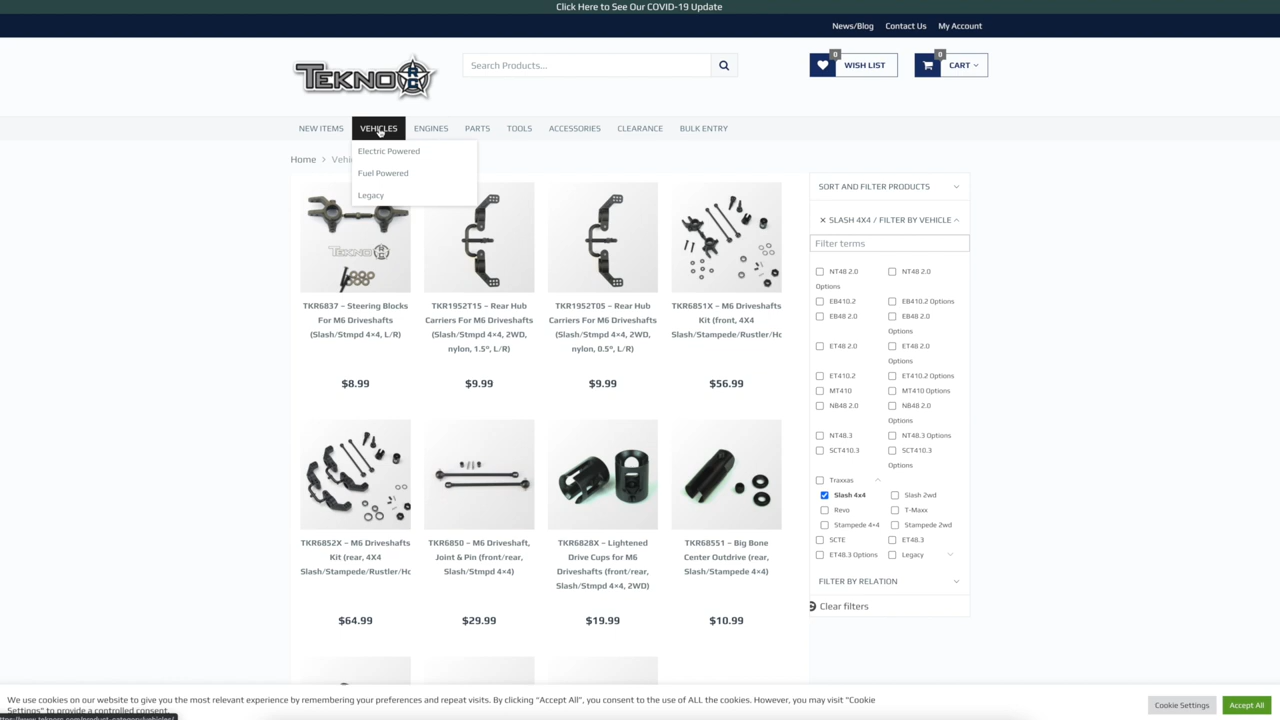 Click Here to See Our COVID-19 Update
News/Blog Contact Us My Account
TEKNO RC
Search Products...
0
WISH LIST
0
CART
NEW ITEMS VEHICLES ENGINES PARTS TOOLS ACCESSORIES CLEARANCE BULK ENTRY
Electric Powered
Fuel Powered
Legacy
Home > Vehi
TEKNO
TKR6837 – Steering Blocks
For M6 Driveshafts
(Slash/Stmpd 4×4, L/R)
$8.99
TKR1952T15 – Rear Hub
Carriers For M6 Driveshafts
(Slash/Stmpd 4×4, 2WD,
nylon, 1.5°, L/R)
$9.99
TKR1952T05 – Rear Hub
Carriers For M6 Driveshafts
(Slash/Stmpd 4×4, 2WD,
nylon, 0.5°, L/R)
$9.99
TKR6851X – M6 Driveshafts
Kit (front, 4X4
Slash/Stampede/Rustler/Hc
$56.99
TKR6852X – M6 Driveshafts
Kit (rear, 4X4
Slash/Stampede/Rustler/Hc
$64.99
TKR6850 – M6 Driveshaft,
Joint & Pin (front/rear,
Slash/Stmpd 4×4)
$29.99
TKR6828X – Lightened
Drive Cups for M6
Driveshafts (front/rear,
Slash/Stmpd 4×4, 2WD)
$19.99
TKR68551 – Big Bone
Center Outdrive (rear,
Slash/Stampede 4×4)
$10.99
SORT AND FILTER PRODUCTS
✕ SLASH 4X4 / FILTER BY VEHICLE
Filter terms
NT48 2.0 NT48 2.0
Options
EB410.2 EB410.2 Options
EB48 2.0 EB48 2.0
Options
ET48 2.0 ET48 2.0
Options
ET410.2 ET410.2 Options
MT410 MT410 Options
NB48 2.0 NB48 2.0
Options
NT48.3 NT48.3 Options
SCT410.3 SCT410.3
Options
Traxxas
Slash 4x4 Slash 2wd
Revo T-Maxx
Stampede 4×4 Stampede 2wd
SCTE ET48.3
ET48.3 Options Legacy
FILTER BY RELATION
Clear filters
We use cookies on our website to give you the most relevant experience by remembering your preferences and repeat visits. By clicking "Accept All", you consent to the use of ALL the cookies. However, you may visit "Cookie
Settings" to provide a controlled consent.
Cookie Settings
Accept All